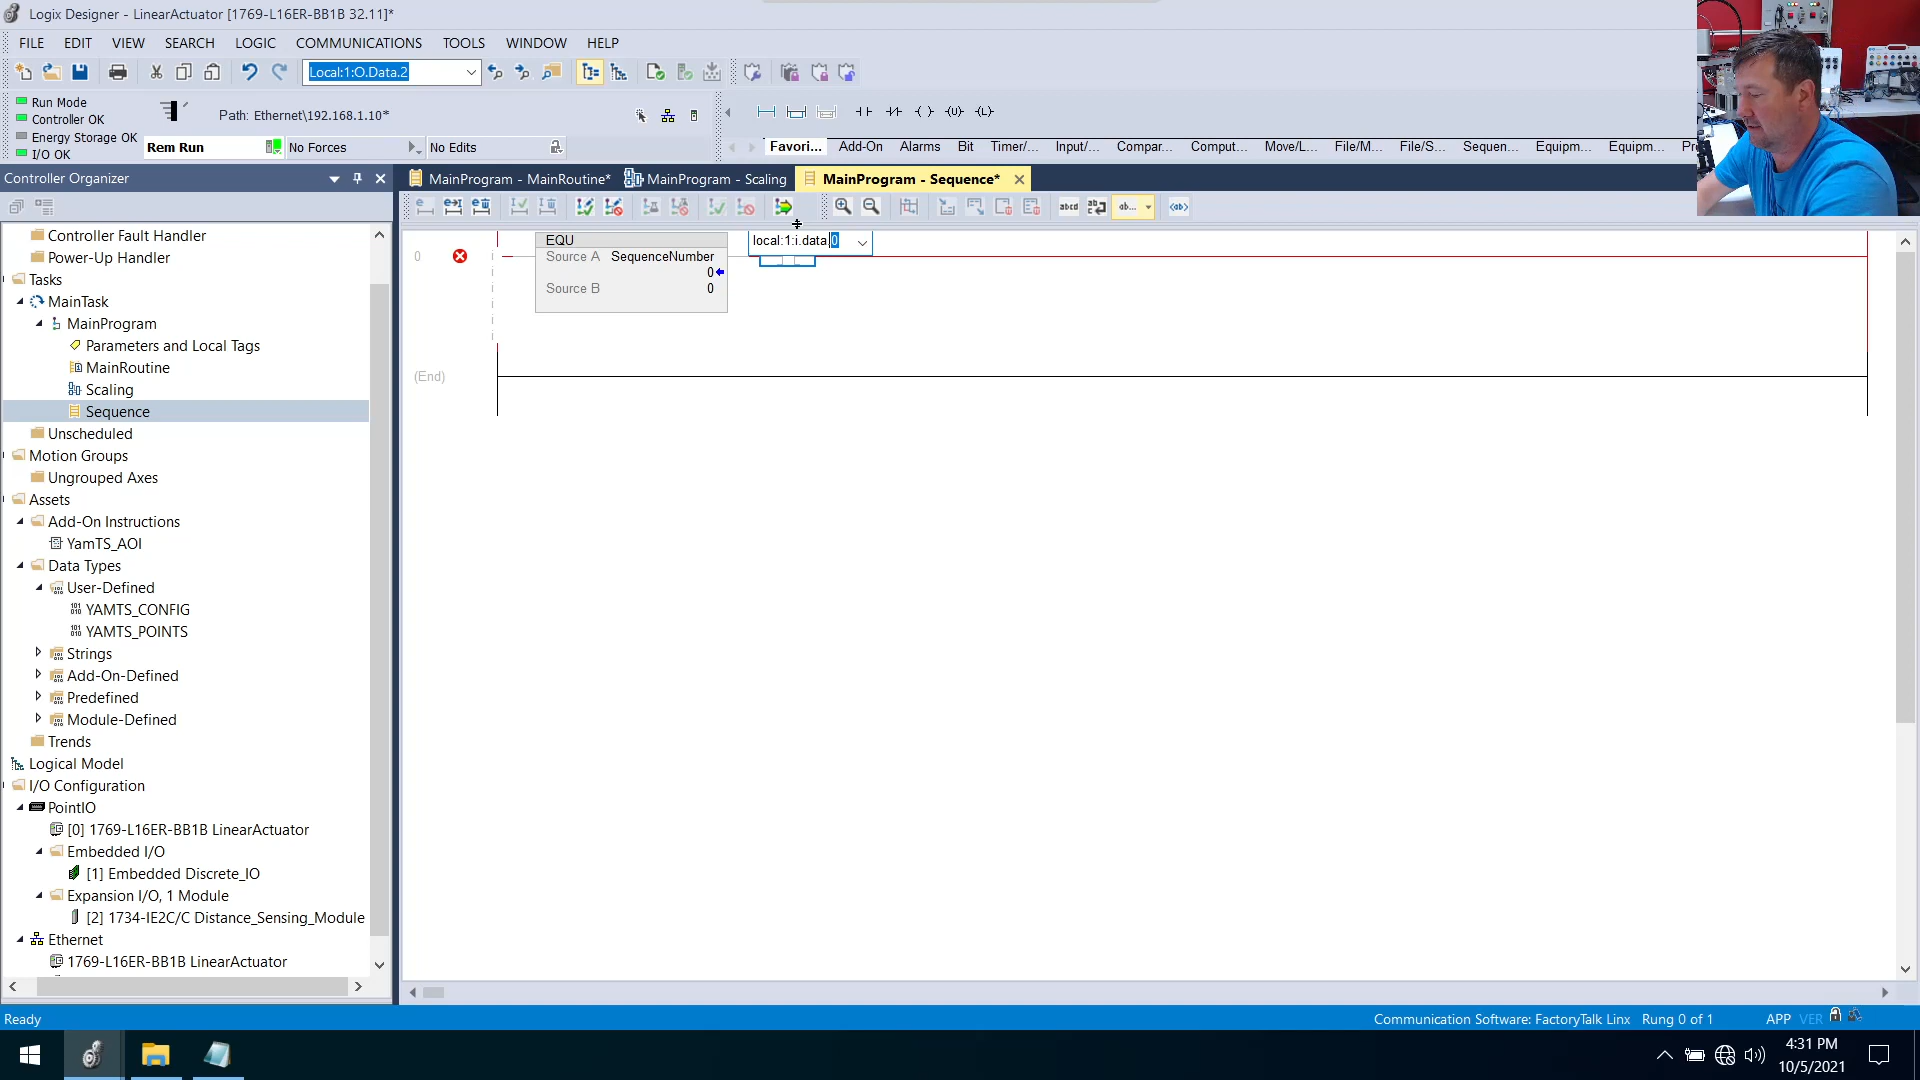 Logix Designer - LinearActuator [1769-L16ER-BB1B 32.11]*
FILE EDIT VIEW SEARCH LOGIC COMMUNICATIONS TOOLS WINDOW HELP
Local:1:O.Data.2
Run Mode
Controller OK
Energy Storage OK
I/O OK
Path: Ethernet\192.168.1.10*
Rem Run No Forces No Edits
Favori... Add-On Alarms Bit Timer/... Input/... Compar... Comput... Move/L... File/M... File/S... Sequen... Equipm... Equipm...
Controller Organizer
MainProgram - MainRoutine* MainProgram - Scaling MainProgram - Sequence*
abcd ab...
Controller Fault Handler
Power-Up Handler
Tasks
MainTask
MainProgram
Parameters and Local Tags
MainRoutine
Scaling
Sequence
Unscheduled
Motion Groups
Ungrouped Axes
Assets
Add-On Instructions
YamTS_AOI
Data Types
User-Defined
YAMTS_CONFIG
YAMTS_POINTS
Strings
Add-On-Defined
Predefined
Module-Defined
Trends
Logical Model
I/O Configuration
PointIO
[0] 1769-L16ER-BB1B LinearActuator
Embedded I/O
[1] Embedded Discrete_IO
Expansion I/O, 1 Module
[2] 1734-IE2C/C Distance_Sensing_Module
Ethernet
1769-L16ER-BB1B LinearActuator
0
EQU
Source A SequenceNumber
0
Source B 0
local:1:i.data.0
(End)
Ready
Communication Software: FactoryTalk Linx Rung 0 of 1 APP VER
4:31 PM
10/5/2021